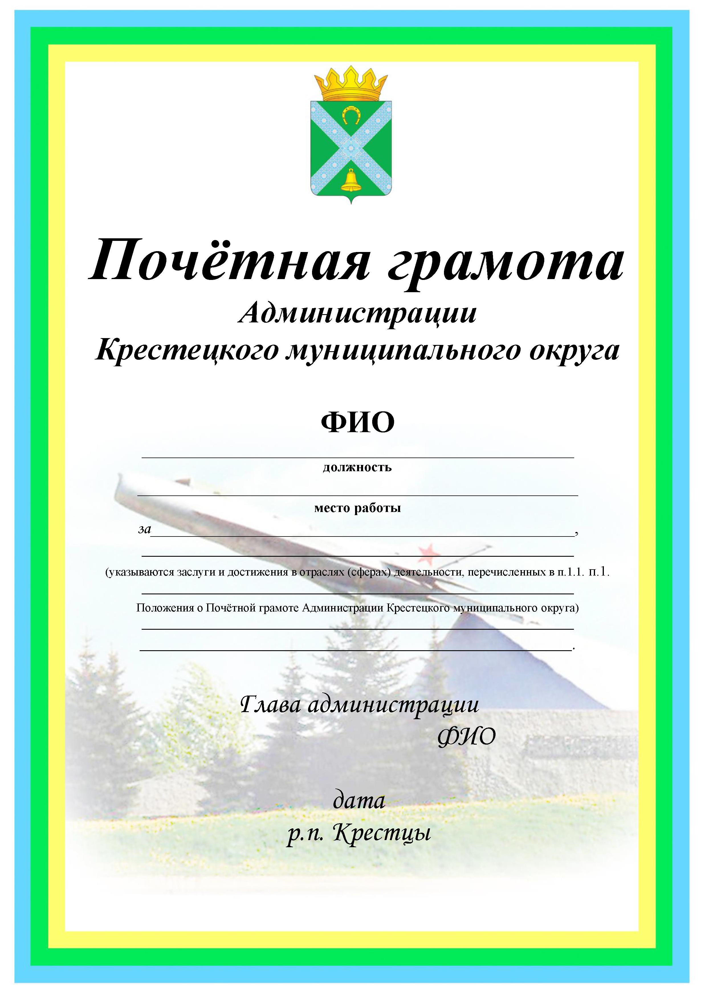 Почётная грамота
Администрации
Крестецкого муниципального округа
ФИО
должность
место работы
за,
(указываются заслуги и достижения в отраслях (сферах) деятельности, перечисленных в п.1.1. п.1.
Положения о Почётной грамоте Администрации Крестецкого муниципального округа)
.
Глава администрации
ФИО
дата
р.п. Крестцы